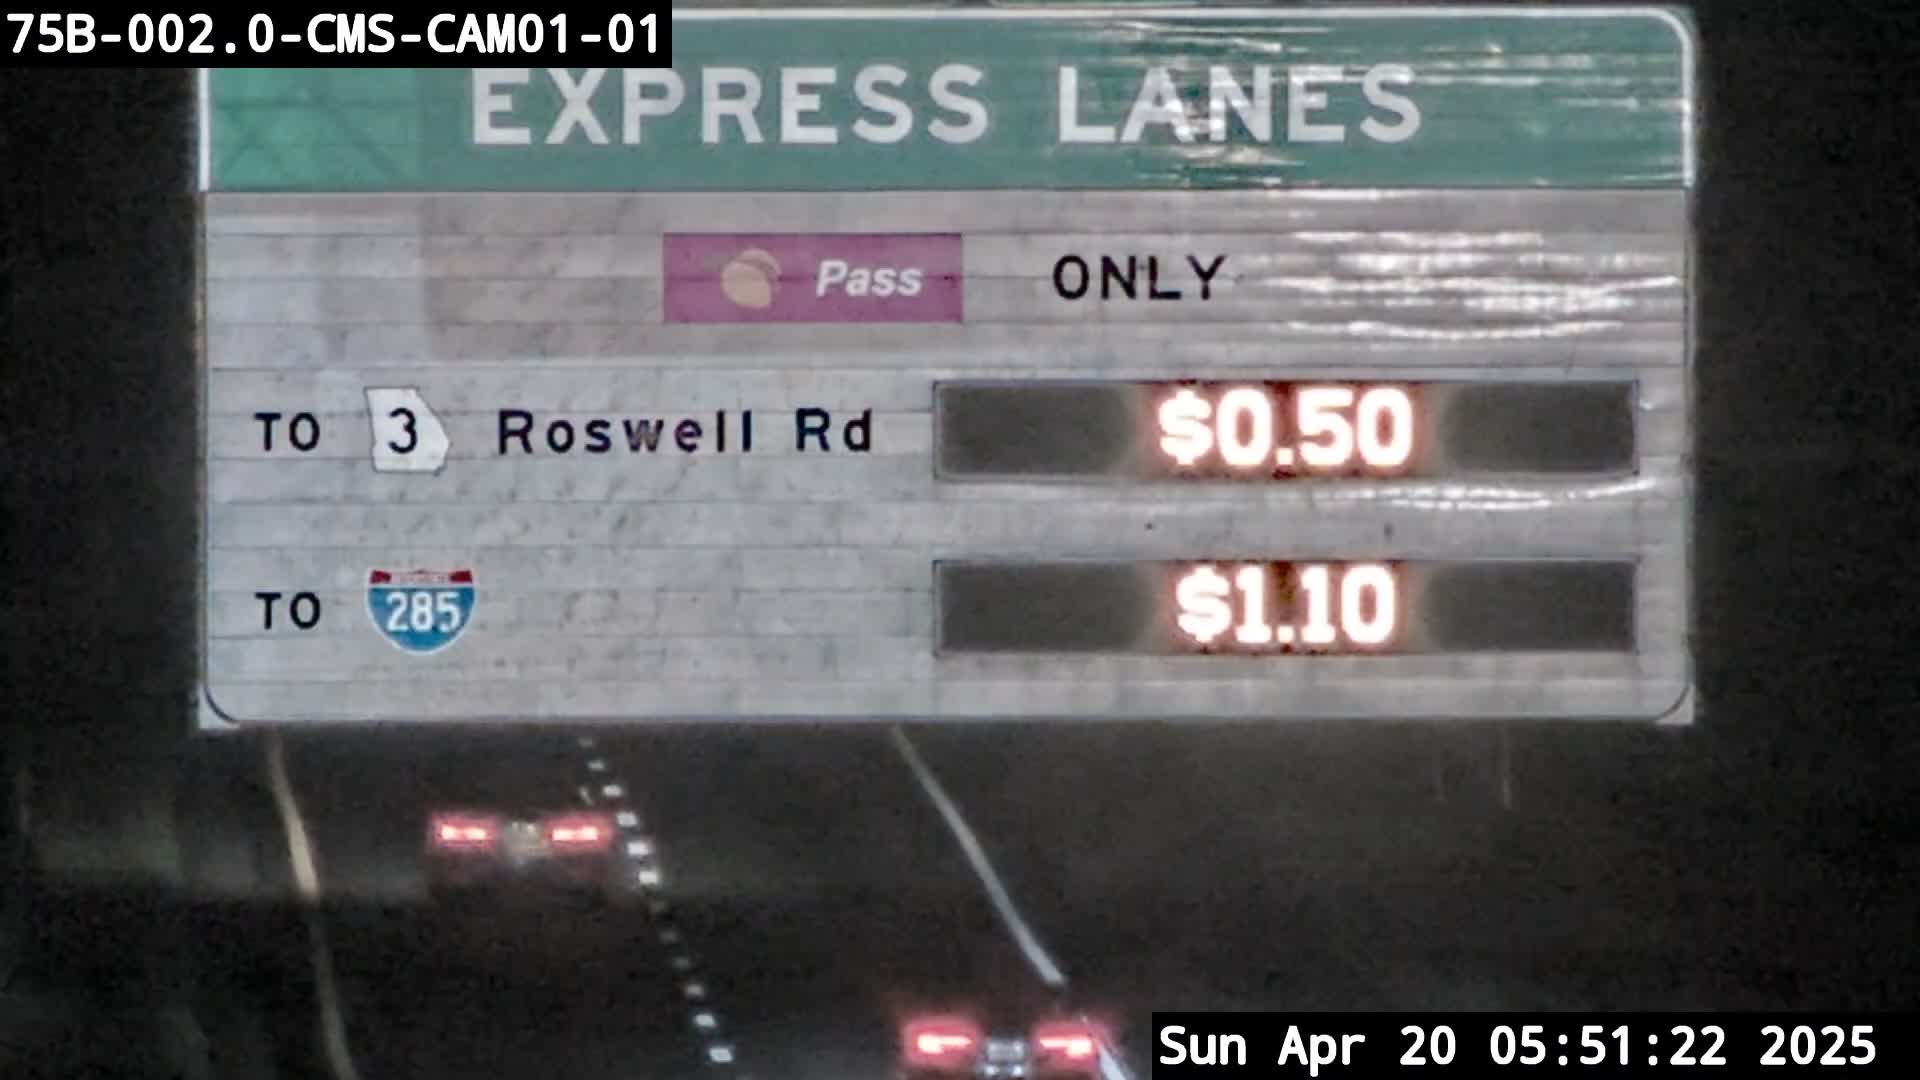 75B-002.0-CMS-CAM01-01
EXPRESS LANES
Pass ONLY
TO 3 Roswell Rd $0.50
TO 285 $1.10
Sun Apr 20 05:51:22 2025